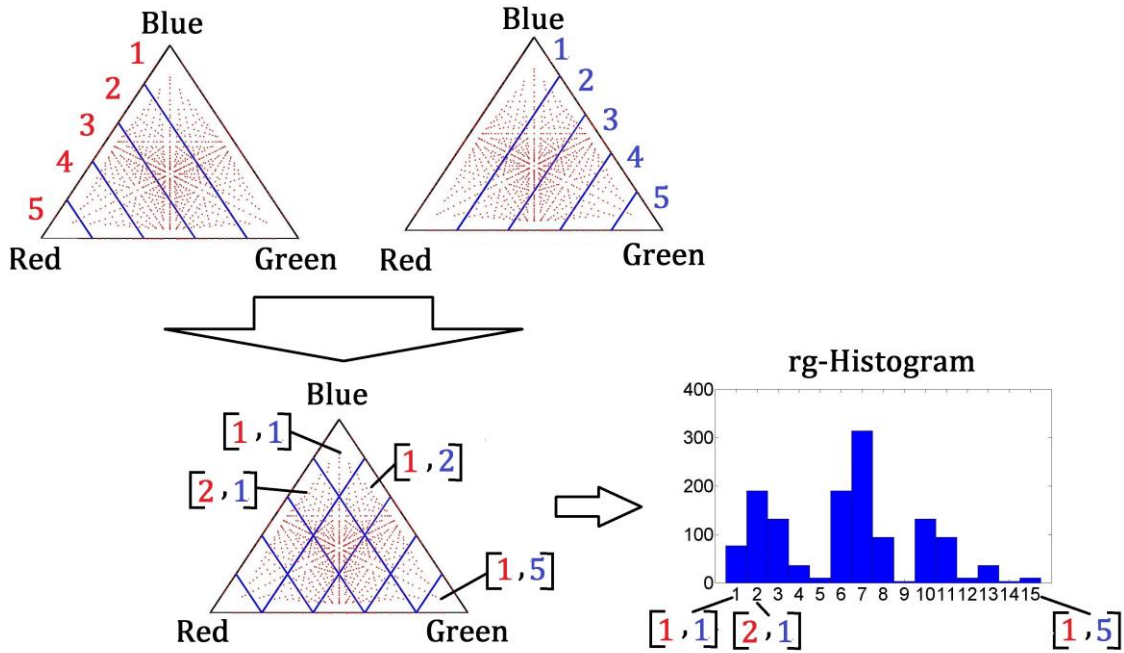 Blue
1
2
3
4
5
Red Green
Blue
1
2
3
4
5
Red Green
Blue
[1,1]
[1,2]
[2,1]
[1,5]
Red Green
rg-Histogram
400
300
200
100
0
1 2 3 4 5 6 7 8 9 10 11 12 13 14 15
[1,1] [2,1] [1,5]